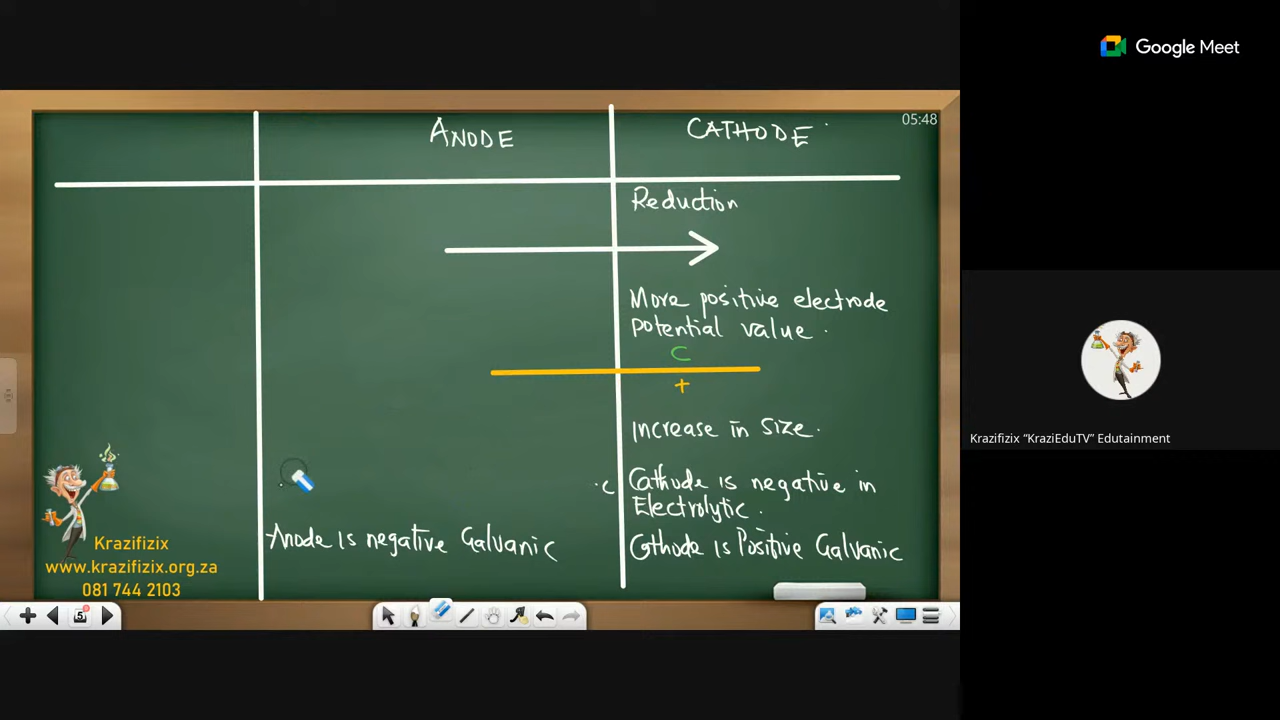 Google Meet
05:48
ANODE
CATHODE
Reduction
More positive electrode
potential value.
C
+
Increase in size.
c Cathode is negative in
Electrolytic.
Anode is negative Galvanic
Cathode is Positive Galvanic
Krazifizix
www.krazifizix.org.za
081 744 2103
5
Krazifizix “KraziEduTV” Edutainment